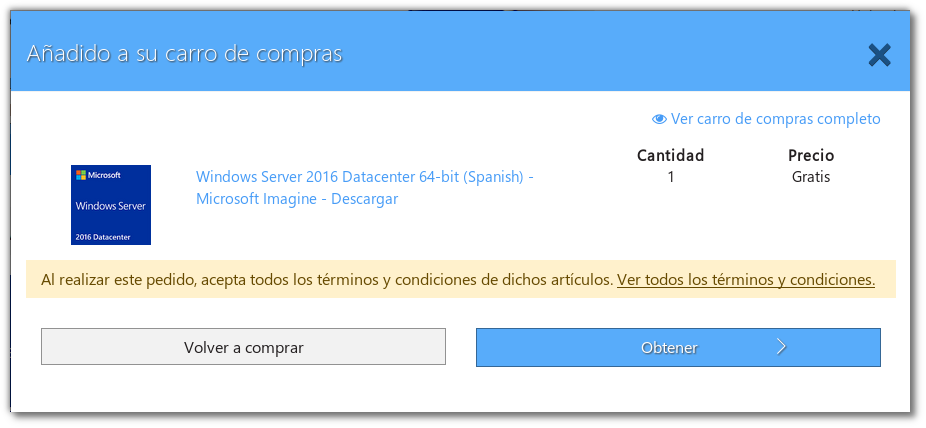 Añadido a su carro de compras
Ver carro de compras completo
Cantidad Precio
Microsoft
Windows Server
2016 Datacenter
Windows Server 2016 Datacenter 64-bit (Spanish) -
Microsoft Imagine - Descargar
1 Gratis
Al realizar este pedido, acepta todos los términos y condiciones de dichos artículos. Ver todos los términos y condiciones.
Volver a comprar
Obtener